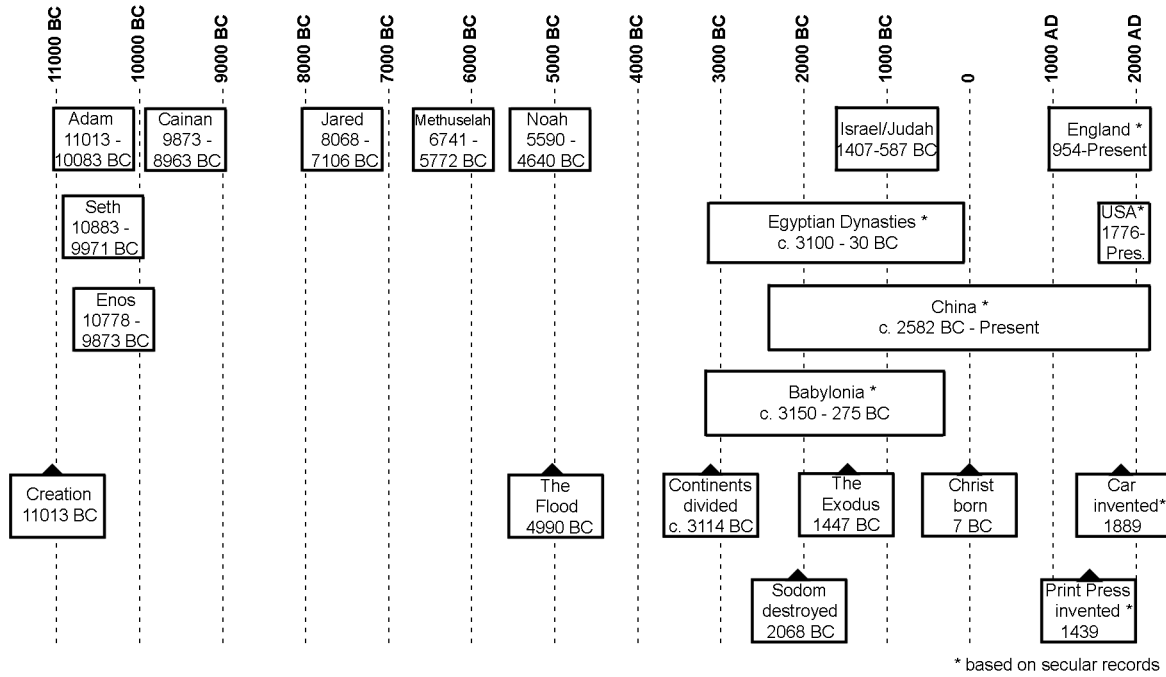 11000 BC
10000 BC
9000 BC
8000 BC
7000 BC
6000 BC
5000 BC
4000 BC
3000 BC
2000 BC
1000 BC
0
1000 AD
2000 AD
Adam
11013 -
10083 BC
Cainan
9873 -
8963 BC
Jared
8068 -
7106 BC
Methuselah
6741 -
5772 BC
Noah
5590 -
4640 BC
Israel/Judah
1407-587 BC
England *
954-Present
Seth
10883 -
9971 BC
Egyptian Dynasties *
c. 3100 - 30 BC
USA*
1776-
Pres.
Enos
10778 -
9873 BC
China *
c. 2582 BC - Present
Babylonia *
c. 3150 - 275 BC
Creation
11013 BC
The
Flood
4990 BC
Continents
divided
c. 3114 BC
The
Exodus
1447 BC
Christ
born
7 BC
Car
invented*
1889
Sodom
destroyed
2068 BC
Print Press
invented *
1439
* based on secular records